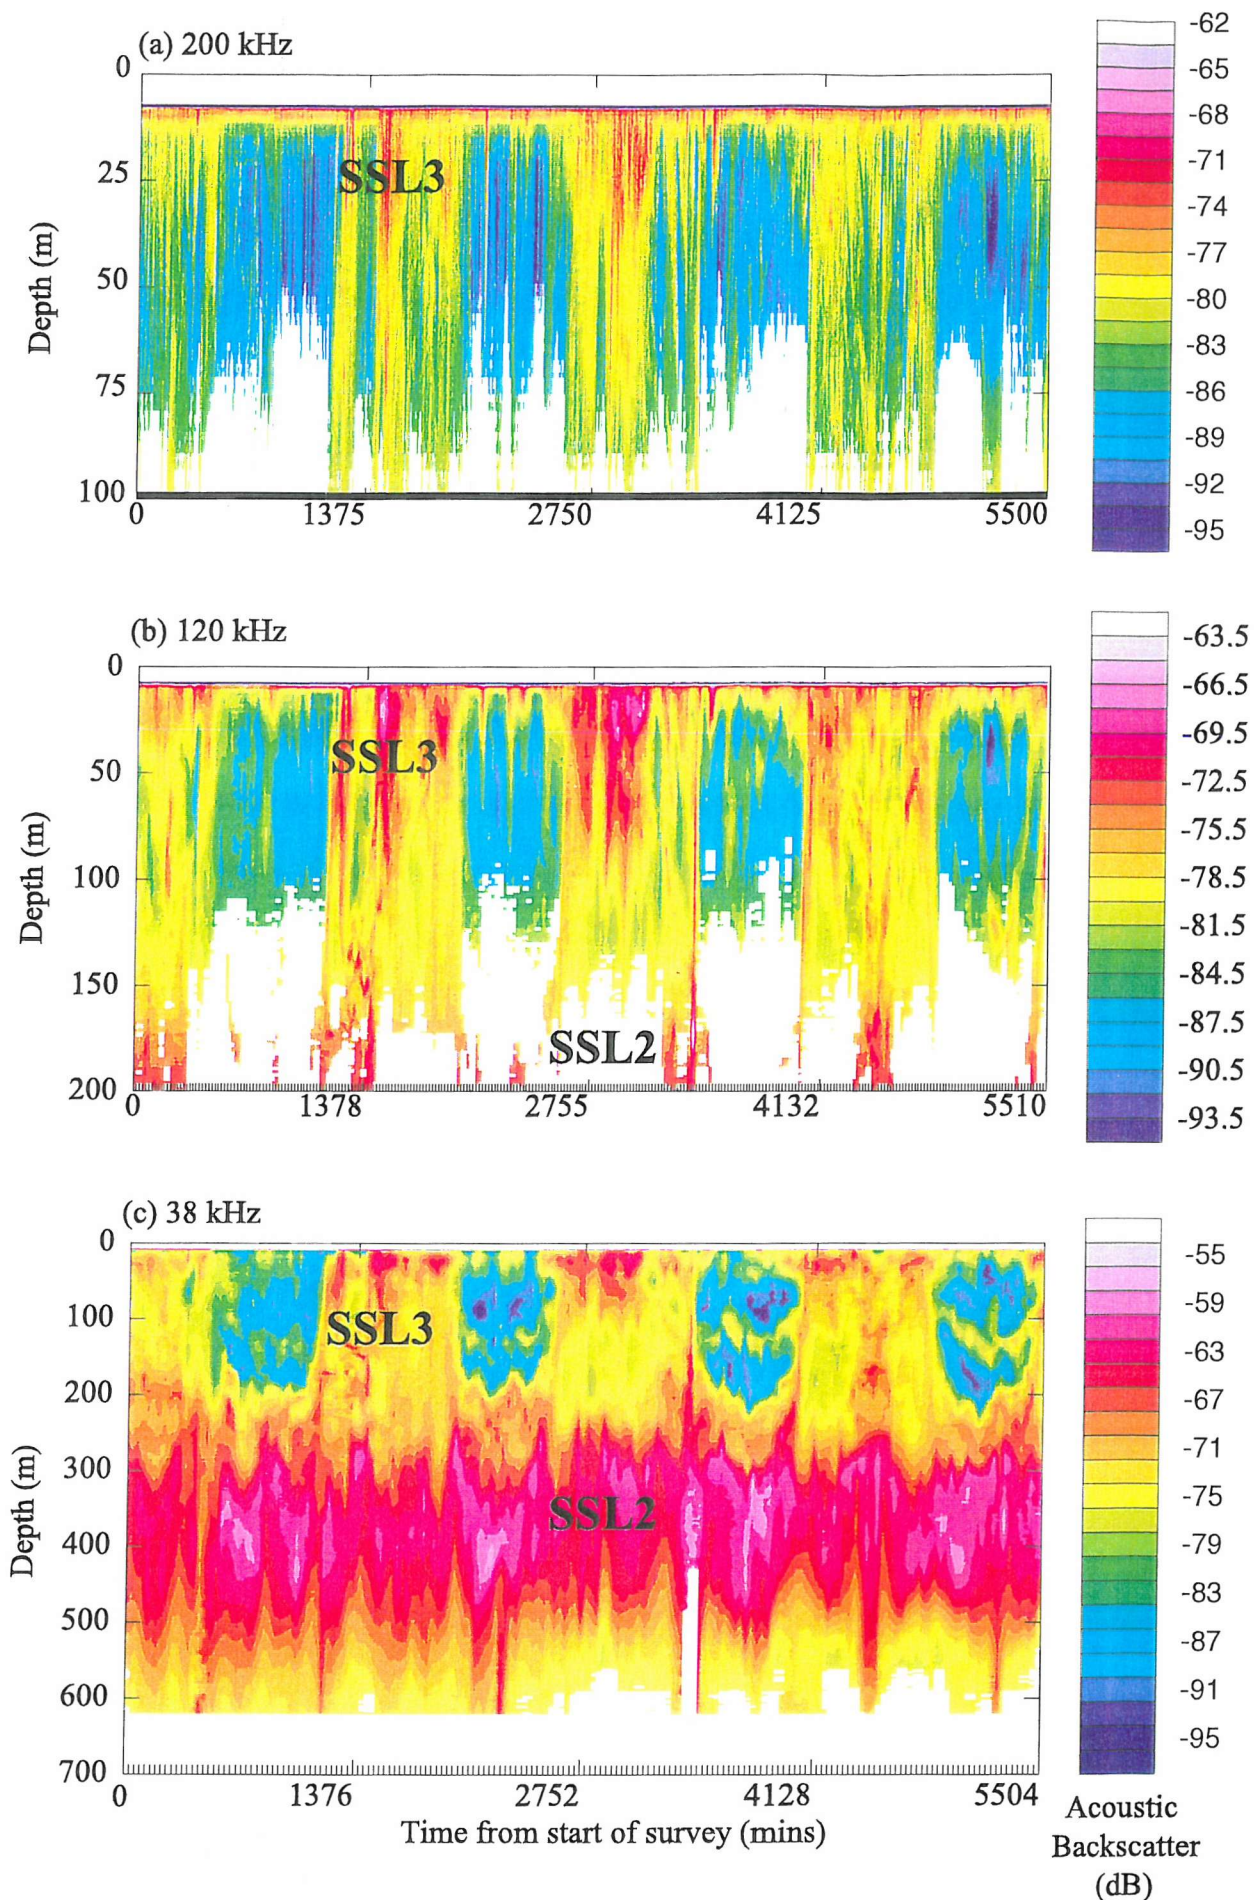 (a) 200 kHz
0
25
50
75
100
Depth (m)
SSL3
0 1375 2750 4125 5500
-62
-65
-68
-71
-74
-77
-80
-83
-86
-89
-92
-95
(b) 120 kHz
0
50
100
150
200
Depth (m)
SSL3
SSL2
0 1378 2755 4132 5510
-63.5
-66.5
-69.5
-72.5
-75.5
-78.5
-81.5
-84.5
-87.5
-90.5
-93.5
(c) 38 kHz
0
100
200
300
400
500
600
700
Depth (m)
SSL3
SSL2
0 1376 2752 4128 5504
Time from start of survey (mins)
-55
-59
-63
-67
-71
-75
-79
-83
-87
-91
-95
Acoustic
Backscatter
(dB)